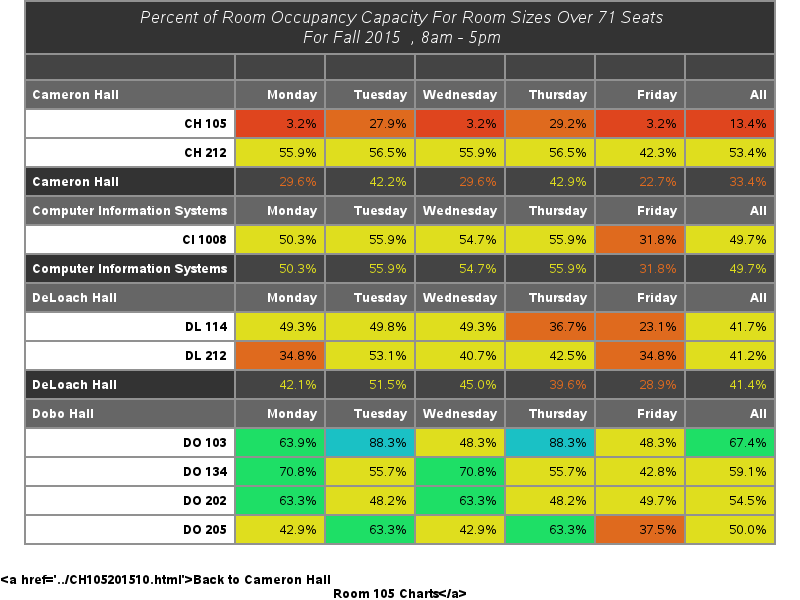 Percent of Room Occupancy Capacity For Room Sizes Over 71 Seats
For Fall 2015 , 8am - 5pm
Cameron Hall Monday Tuesday Wednesday Thursday Friday All
CH 105 3.2% 27.9% 3.2% 29.2% 3.2% 13.4%
CH 212 55.9% 56.5% 55.9% 56.5% 42.3% 53.4%
Cameron Hall 29.6% 42.2% 29.6% 42.9% 22.7% 33.4%
Computer Information Systems Monday Tuesday Wednesday Thursday Friday All
CI 1008 50.3% 55.9% 54.7% 55.9% 31.8% 49.7%
Computer Information Systems 50.3% 55.9% 54.7% 55.9% 31.8% 49.7%
DeLoach Hall Monday Tuesday Wednesday Thursday Friday All
DL 114 49.3% 49.8% 49.3% 36.7% 23.1% 41.7%
DL 212 34.8% 53.1% 40.7% 42.5% 34.8% 41.2%
DeLoach Hall 42.1% 51.5% 45.0% 39.6% 28.9% 41.4%
Dobo Hall Monday Tuesday Wednesday Thursday Friday All
DO 103 63.9% 88.3% 48.3% 88.3% 48.3% 67.4%
DO 134 70.8% 55.7% 70.8% 55.7% 42.8% 59.1%
DO 202 63.3% 48.2% 63.3% 48.2% 49.7% 54.5%
DO 205 42.9% 63.3% 42.9% 63.3% 37.5% 50.0%
&lt;a href='../CH105201510.html'&gt;Back to Cameron Hall
Room 105 Charts&lt;/a&gt;